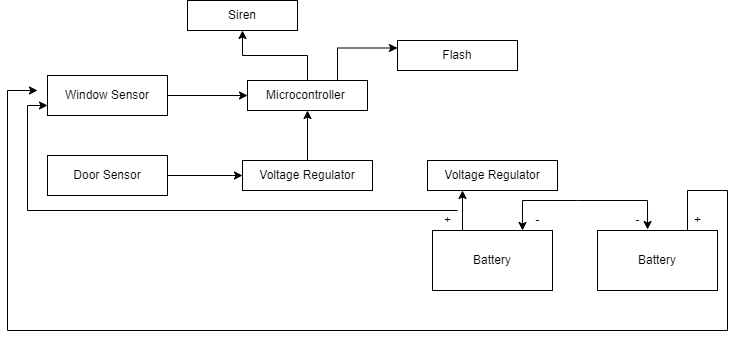 Siren
Flash
Window Sensor
Microcontroller
Door Sensor
Voltage Regulator
Voltage Regulator
+
-
-
+
Battery
Battery